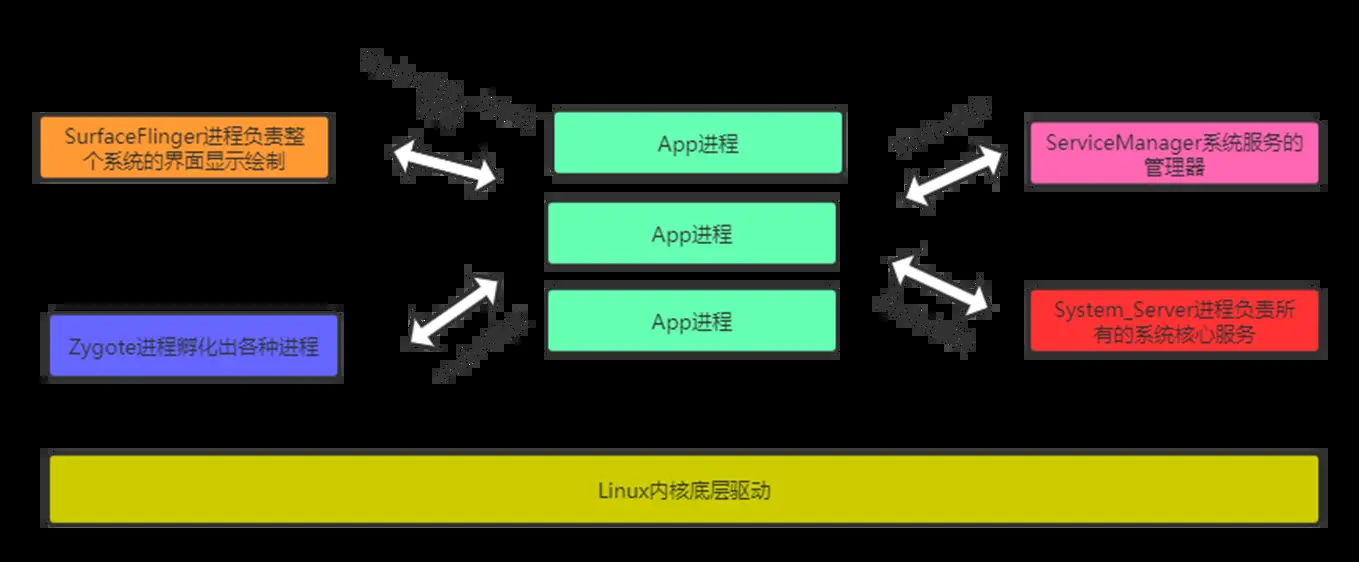 SurfaceFlinger进程负责整
个系统的界面显示绘制
App进程
ServiceManager系统服务的
管理器
App进程
Zygote进程孵化出各种进程
App进程
System_Server进程负责所
有的系统核心服务
Linux内核底层驱动